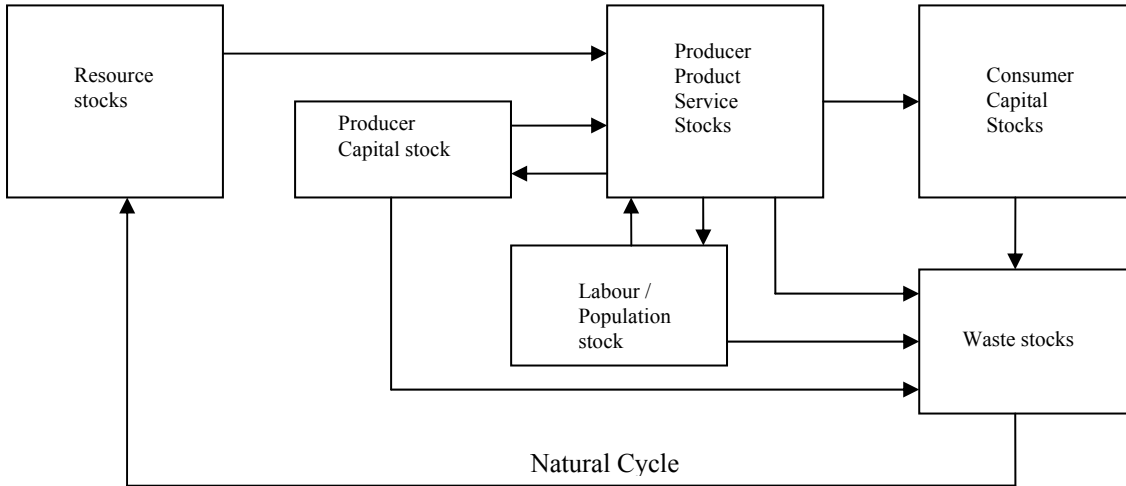 Resource
stocks
Producer
Capital stock
Producer
Product
Service
Stocks
Consumer
Capital
Stocks
Labour /
Population
stock
Waste stocks
Natural Cycle